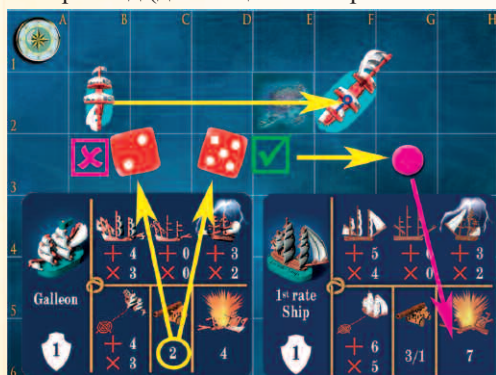 A B C D E F G H
1
2
3
4
5
6
+ 4 + 0 + 3
× 3 × 0 × 2
Galleon
1
+ 4
× 3
2
4
+ 5 + 0 + 3
× 4 × 0 × 2
1st rate
Ship
1
+ 6
× 5
3/1
7